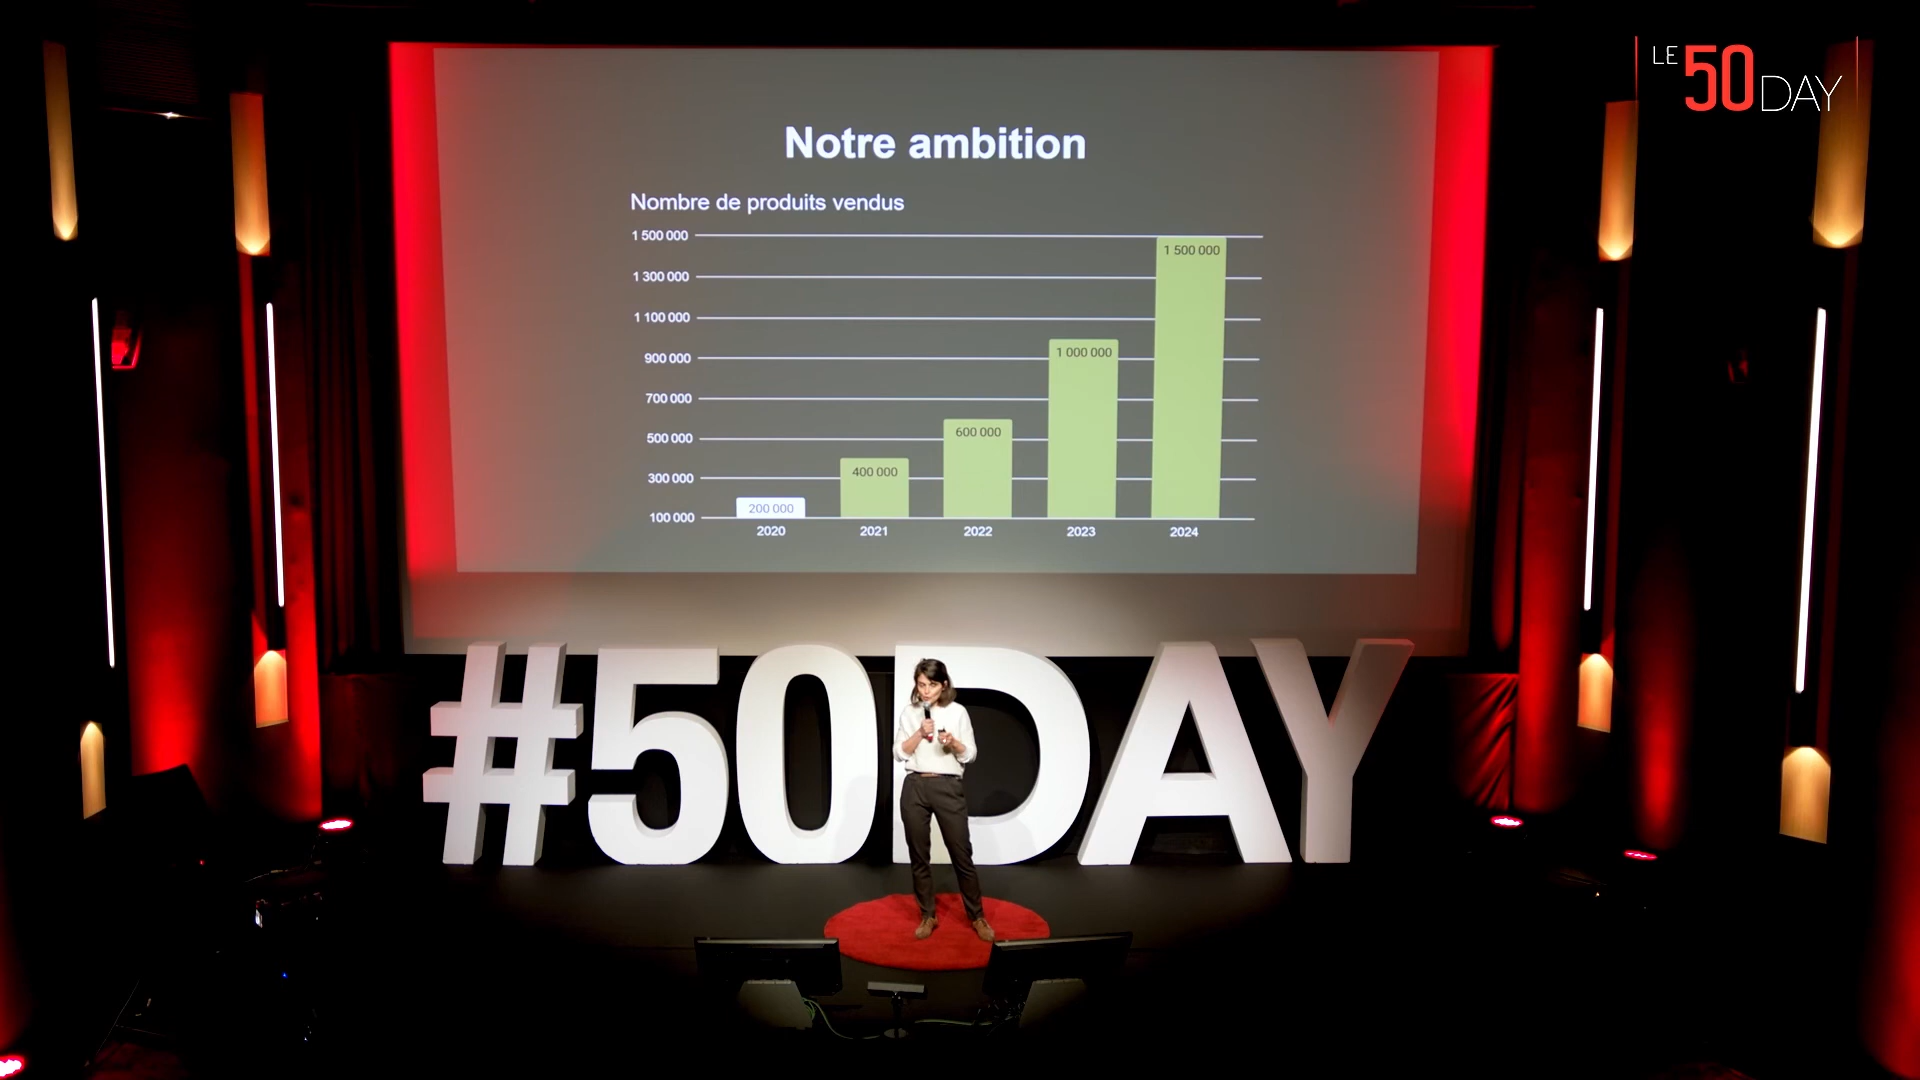 LE 50 DAY
Notre ambition
Nombre de produits vendus
1 500 000
1 300 000
1 100 000
900 000
700 000
500 000
300 000
100 000
200 000
400 000
600 000
1 000 000
1 500 000
2020 2021 2022 2023 2024
#50DAY